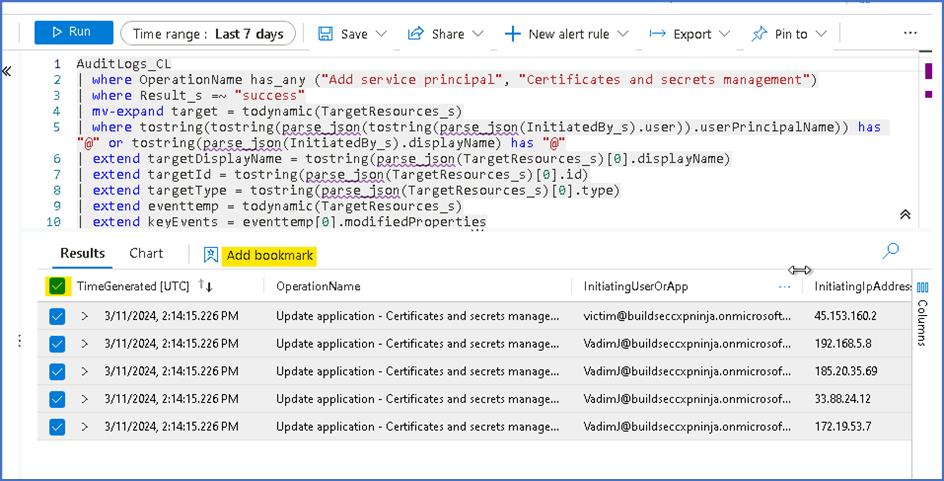 Run Time range : Last 7 days Save Share New alert rule Export Pin to ...
1 AuditLogs_CL
2 | where OperationName has_any ("Add service principal", "Certificates and secrets management")
3 | where Result_s =~ "success"
4 | mv-expand target = todynamic(TargetResources_s)
5 | where tostring(tostring(parse_json(tostring(parse_json(InitiatedBy_s).user)).userPrincipalName)) has
"@" or tostring(parse_json(InitiatedBy_s).displayName) has "@"
6 | extend targetDisplayName = tostring(parse_json(TargetResources_s)[0].displayName)
7 | extend targetId = tostring(parse_json(TargetResources_s)[0].id)
8 | extend targetType = tostring(parse_json(TargetResources_s)[0].type)
9 | extend eventtemp = todynamic(TargetResources_s)
10 | extend keyEvents = eventtemp[0].modifiedProperties
Results Chart Add bookmark
TimeGenerated [UTC] OperationName InitiatingUserOrApp ... InitiatingIpAddress
3/11/2024, 2:14:15.226 PM Update application - Certificates and secrets manage... victim@buildseccxpninja.onmicrosoft... 45.153.160.2
3/11/2024, 2:14:15.226 PM Update application - Certificates and secrets manage... VadimJ@buildseccxpninja.onmicrosof... 192.168.5.8
3/11/2024, 2:14:15.226 PM Update application - Certificates and secrets manage... VadimJ@buildseccxpninja.onmicrosof... 185.20.35.69
3/11/2024, 2:14:15.226 PM Update application - Certificates and secrets manage... VadimJ@buildseccxpninja.onmicrosof... 33.88.24.12
3/11/2024, 2:14:15.226 PM Update application - Certificates and secrets manage... VadimJ@buildseccxpninja.onmicrosof... 172.19.53.7
Columns